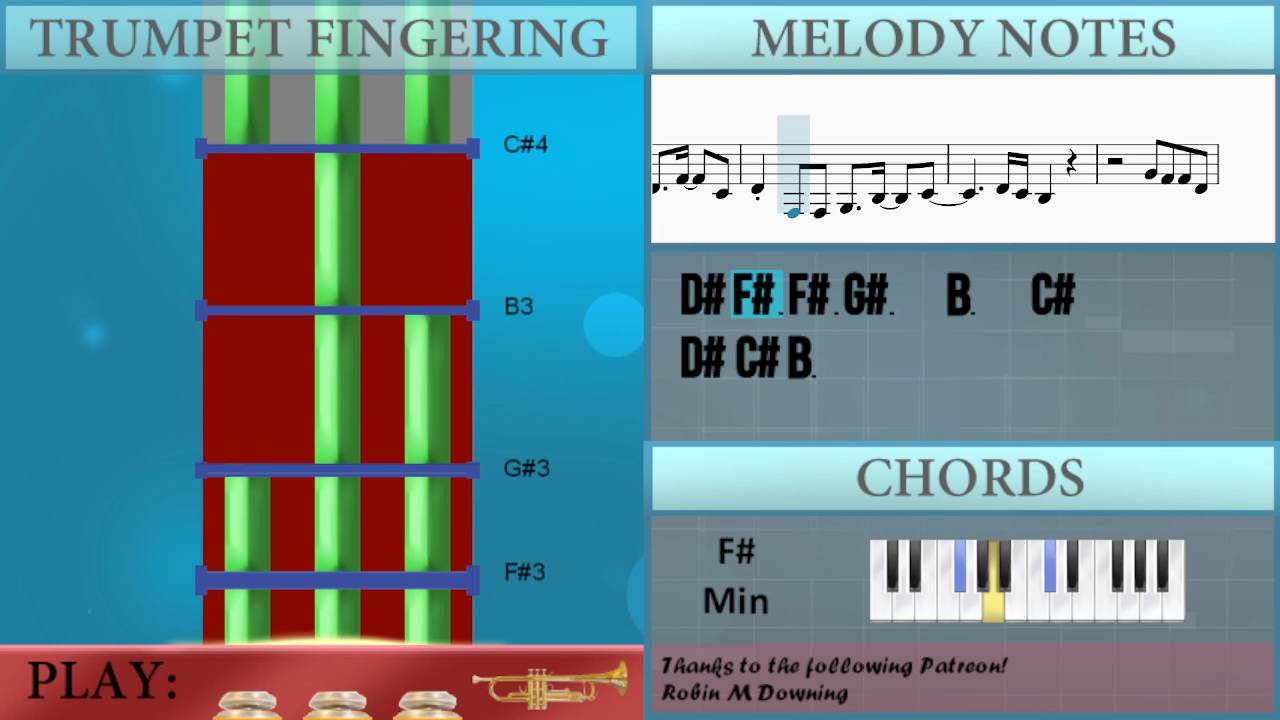 TRUMPET FINGERING
C#4
B3
G#3
F#3
PLAY:
MELODY NOTES
D# F#. F#. G#. B. C#
D# C# B.
CHORDS
F#
Min
Thanks to the following Patreon!
Robin M Downing